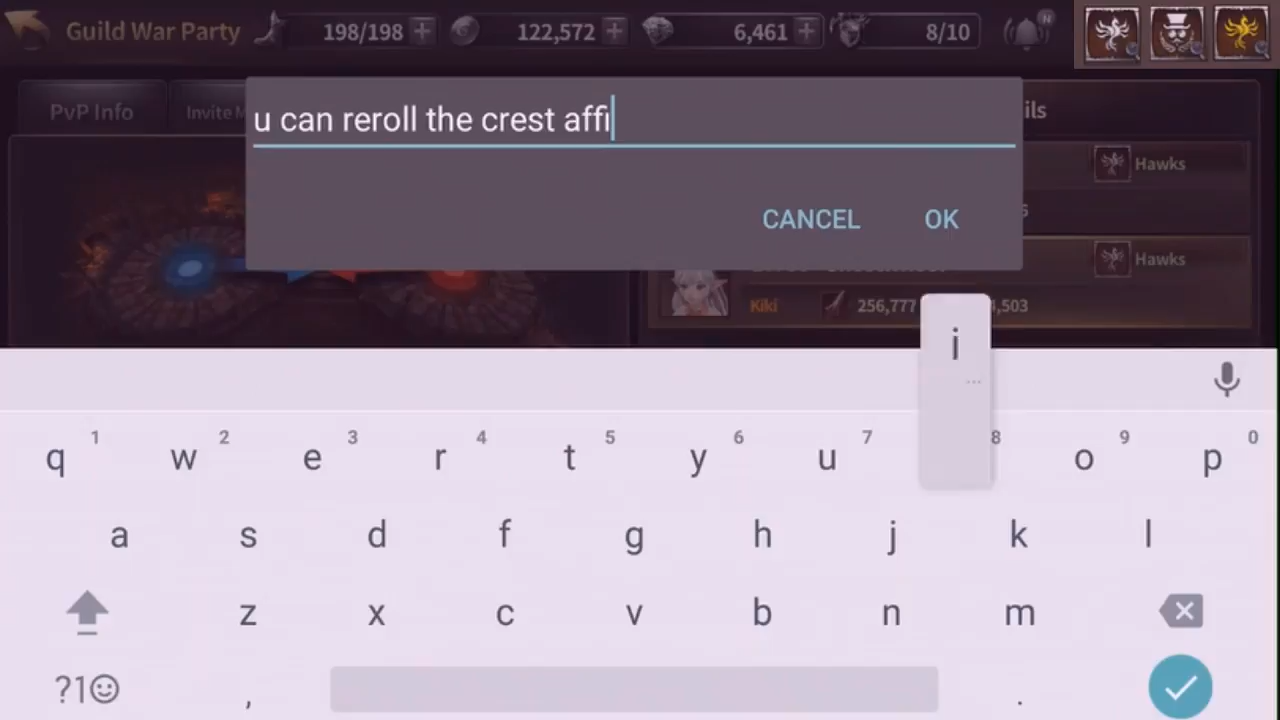 Guild War Party 198/198 + 122,572 + 6,461 + 8/10 N
PvP Info Invite M ils
u can reroll the crest affi
CANCEL OK
Hawks
Hawks
Kiki 256,777 ,503
i
...
q 1 w 2 e 3 r 4 t 5 y 6 u 7 8 o 9 p 0
a s d f g h j k l
z x c v b n m
?1☺ , .